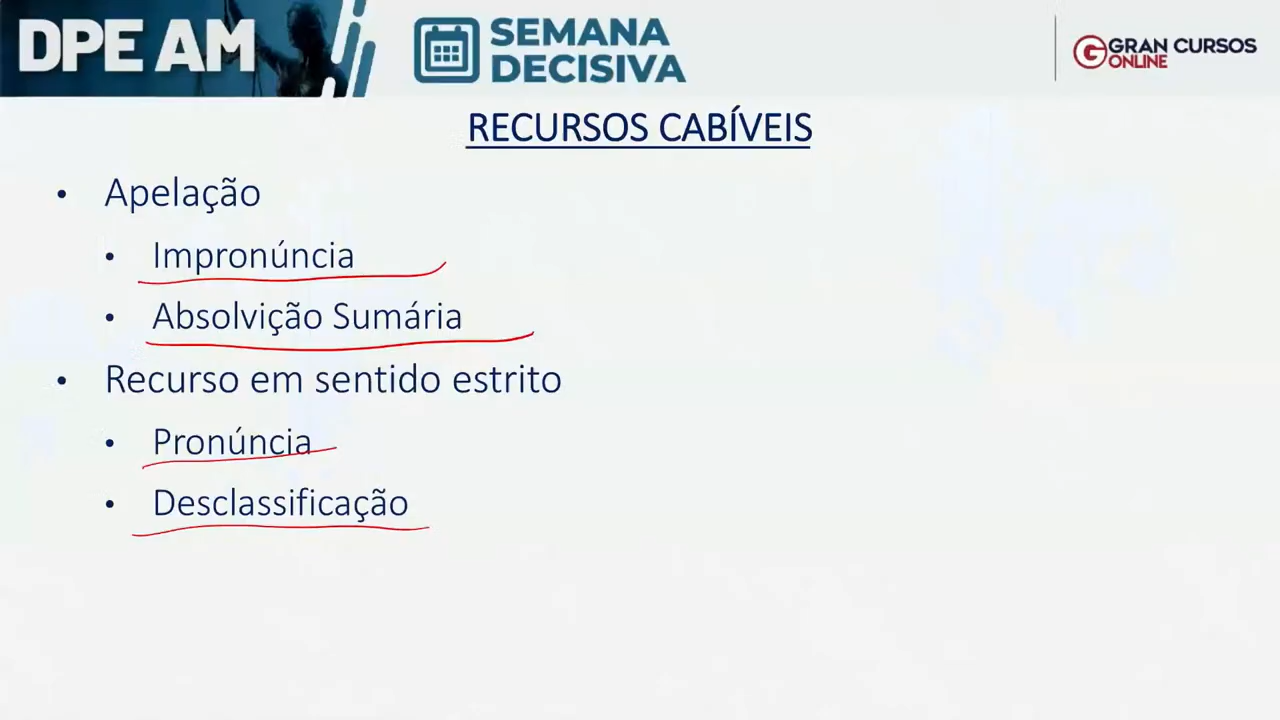 DPE AM
SEMANA
DECISIVA
GRAN CURSOS
ONLINE
RECURSOS CABÍVEIS
• Apelação
• Impronúncia
• Absolvição Sumária
• Recurso em sentido estrito
• Pronúncia
• Desclassificação